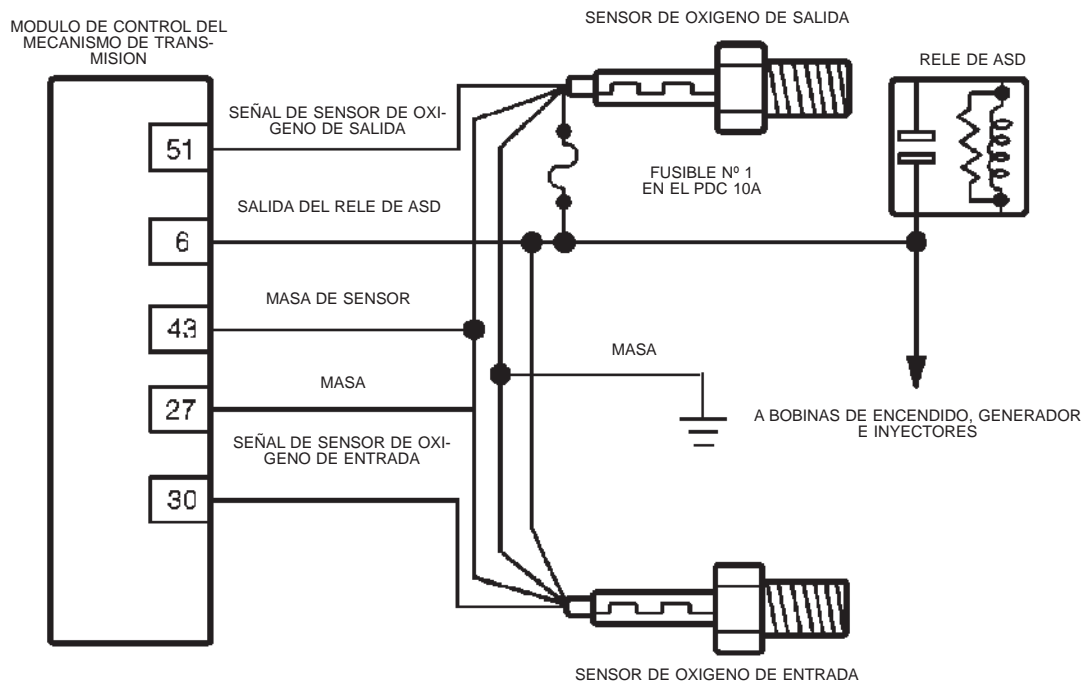 SENSOR DE OXIGENO DE SALIDA
MODULO DE CONTROL DEL
MECANISMO DE TRANS-
MISION
RELE DE ASD
SEÑAL DE SENSOR DE OXI-
GENO DE SALIDA
51
FUSIBLE Nº 1
EN EL PDC 10A
SALIDA DEL RELE DE ASD
6
MASA DE SENSOR
43
MASA
MASA
27
A BOBINAS DE ENCENDIDO, GENERADOR
E INYECTORES
SEÑAL DE SENSOR DE OXI-
GENO DE ENTRADA
30
SENSOR DE OXIGENO DE ENTRADA